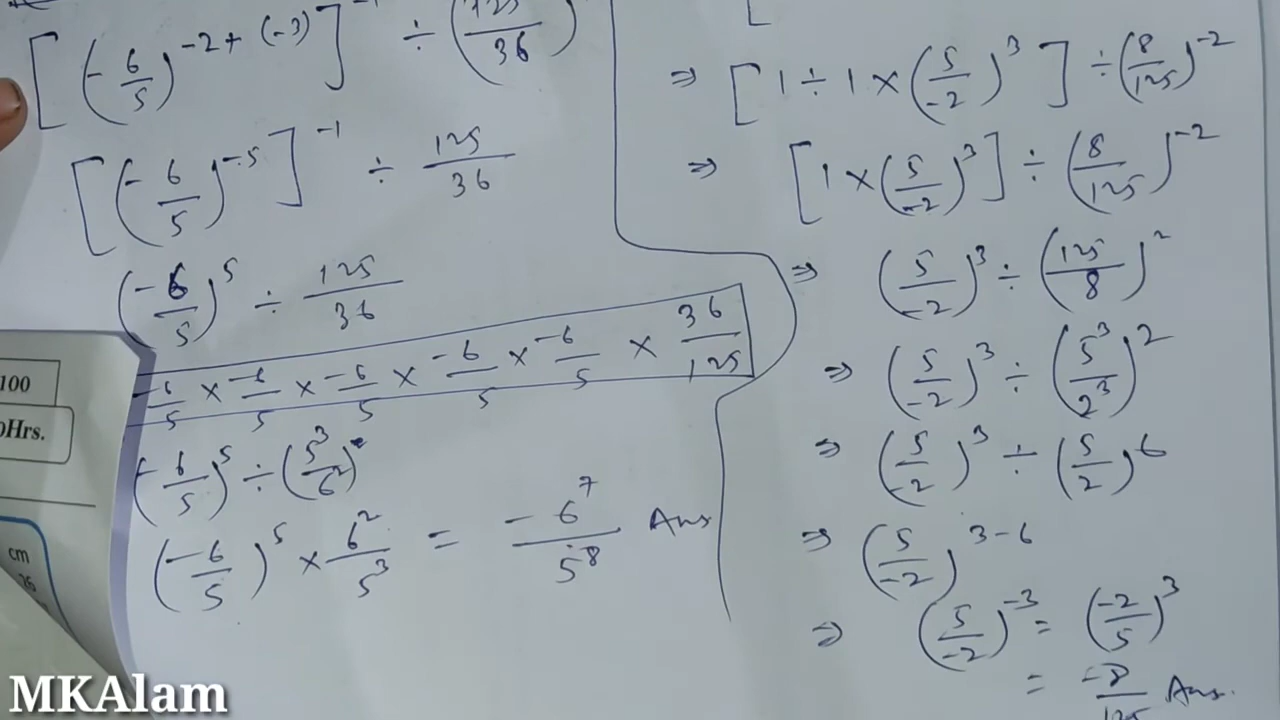 [(-6/5)^(-2+(-3))]^-1 ÷ (125/36)
[(-6/5)^-5]^-1 ÷ 125/36
(-6/5)^5 ÷ 125/36
-6/5 × -6/5 × -6/5 × -6/5 × -6/5 × 36/125
(-6/5)^5 ÷ (5^3/6^2)
(-6/5)^5 × 6^2/5^3 = -6^7/5^8 Ans
⇒ [1 ÷ 1 × (5/-2)^3] ÷ (8/125)^-2
⇒ [1 × (5/-2)^3] ÷ (8/125)^-2
⇒ (5/-2)^3 ÷ (125/8)^2
⇒ (5/-2)^3 ÷ (5^3/2^3)^2
⇒ (5/-2)^3 ÷ (5/2)^6
⇒ (5/-2)^(3-6)
⇒ (5/-2)^-3 = (-2/5)^3
= -8/125 Ans.
100
Hrs.
cm
MKAlam